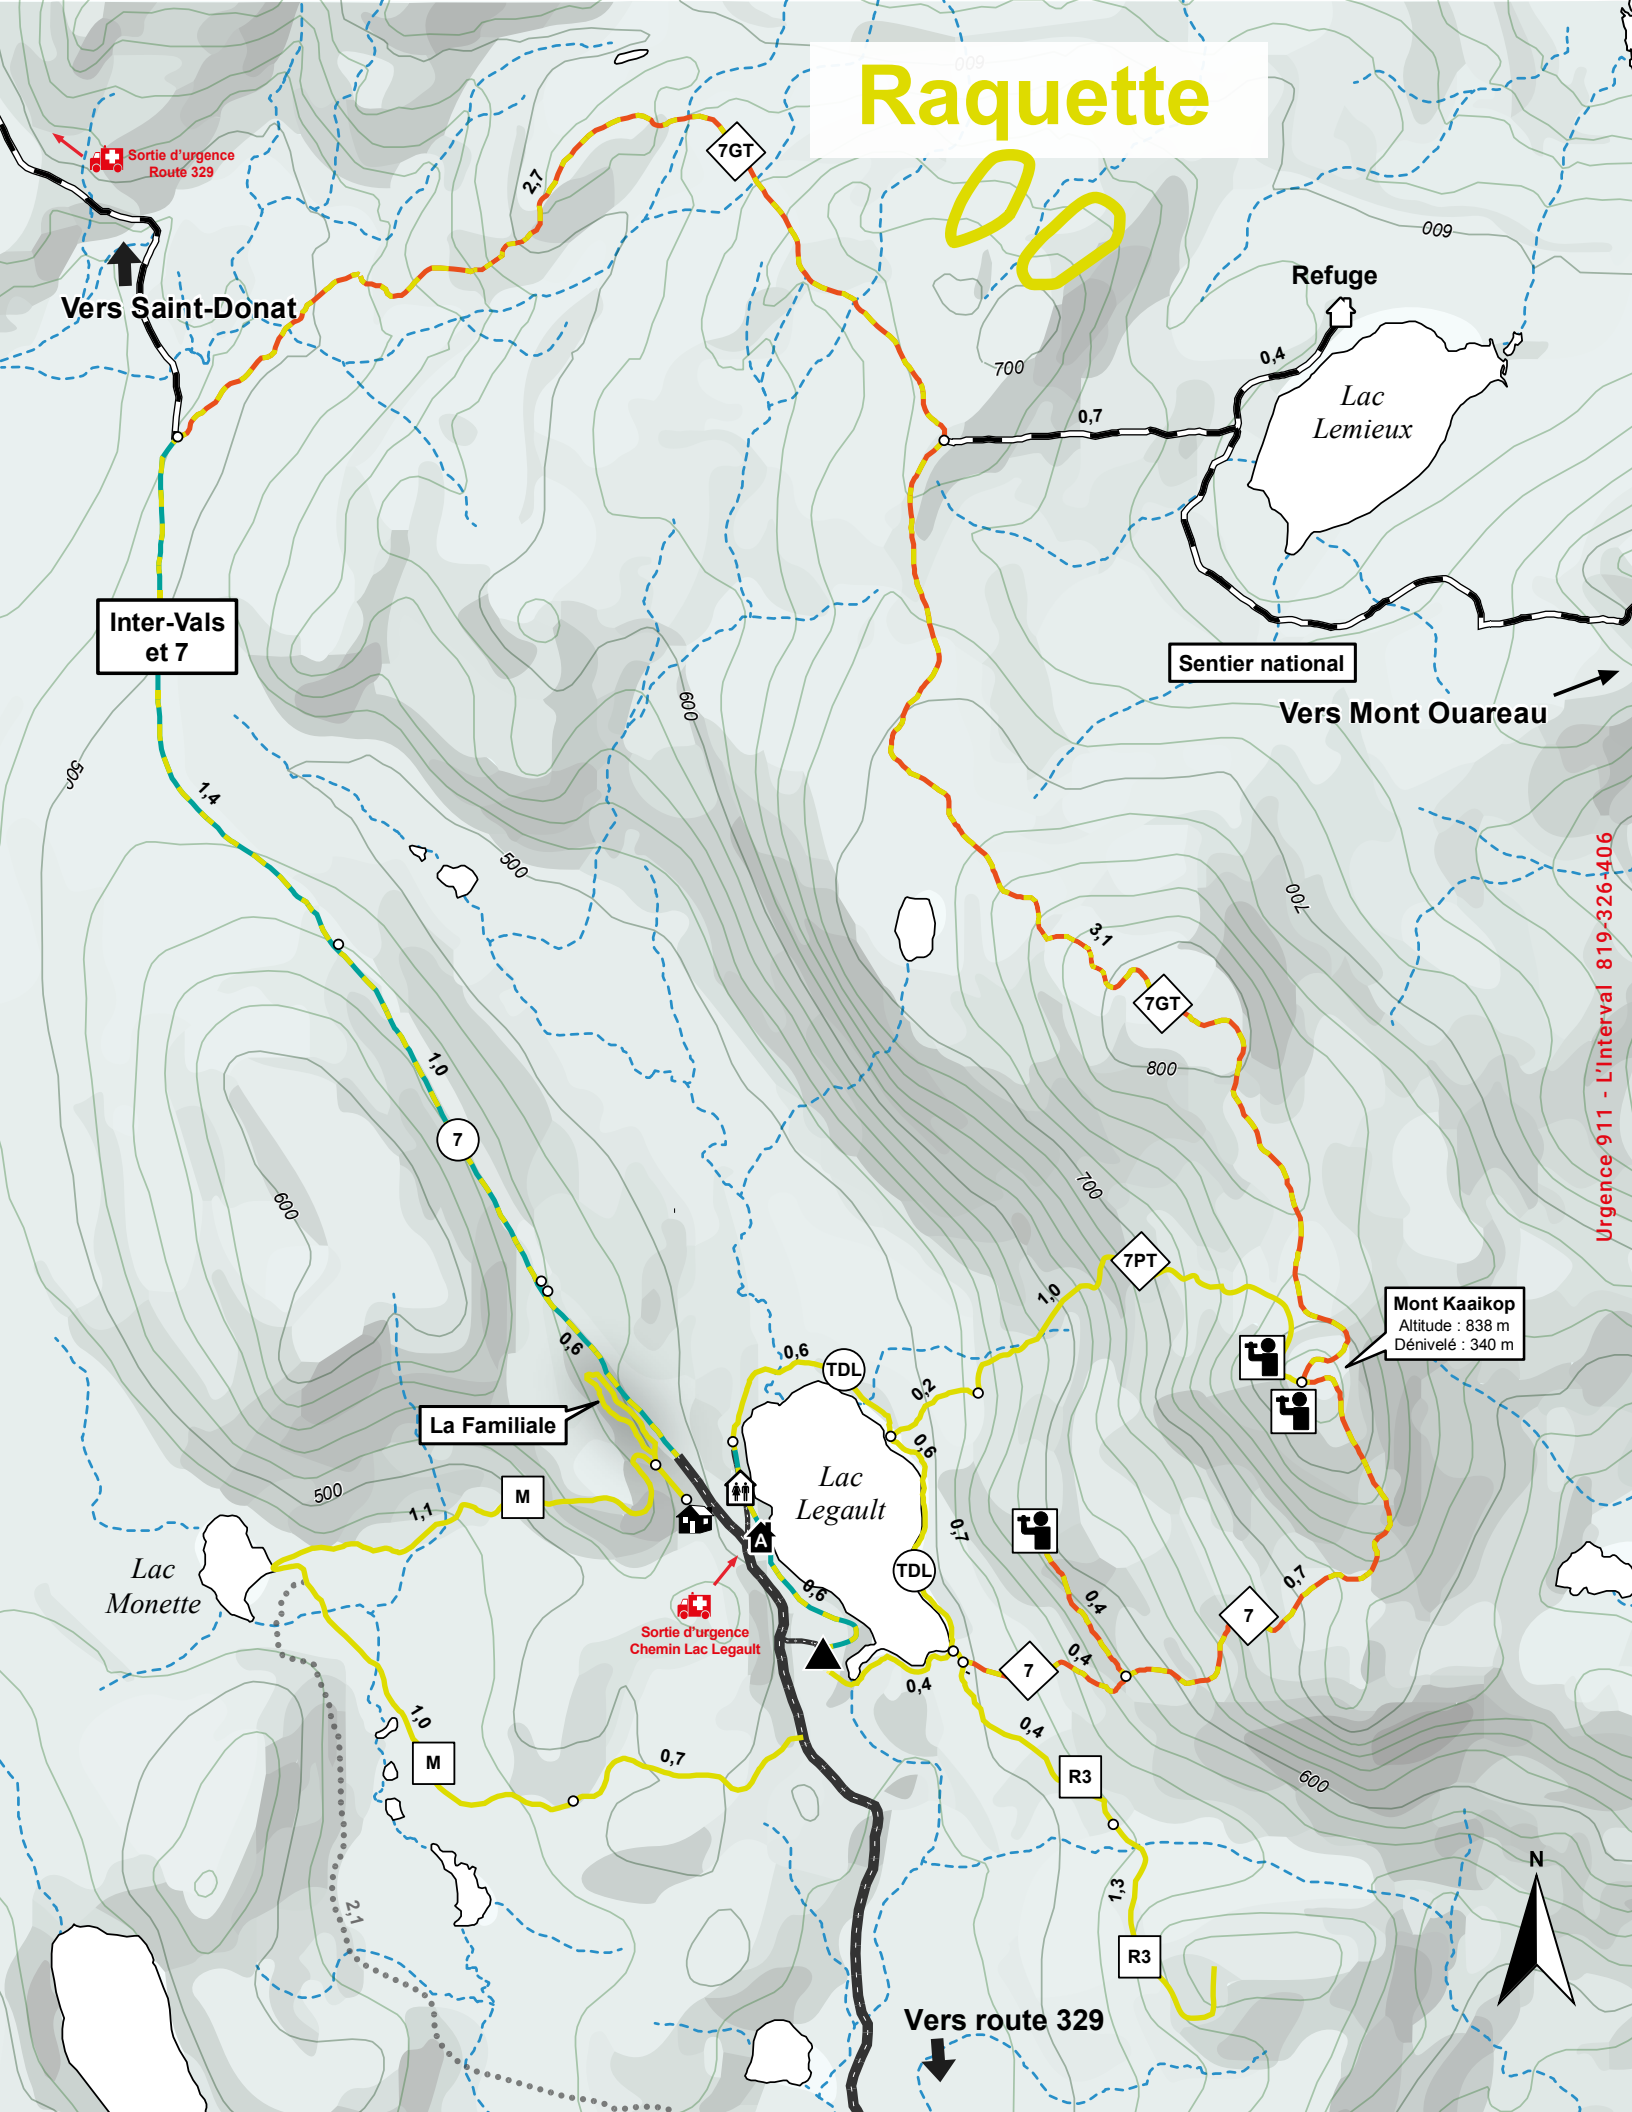 Raquette
600
7GT
2,7
Sortie d'urgence
Route 329
Vers Saint-Donat
600
Refuge
0,4
700
Lac
Lemieux
0,7
Inter-Vals
et 7
Sentier national
Vers Mont Ouareau
600
500
1,4
500
700
Urgence 911 - L'Interval 819-326-406
3,1
7GT
800
1,0
7
600
700
7PT
1,0
Mont Kaaikop
Altitude : 838 m
Dénivelé : 340 m
0,6
0,6
TDL
0,2
La Familiale
0,6
500
M
1,1
Lac
Legault
0,7
A
Lac
Monette
TDL
0,6
0,4
0,7
7
Sortie d'urgence
Chemin Lac Legault
7
0,4
0,4
1,0
0,4
M
0,7
R3
600
N
1,3
2,1
R3
Vers route 329